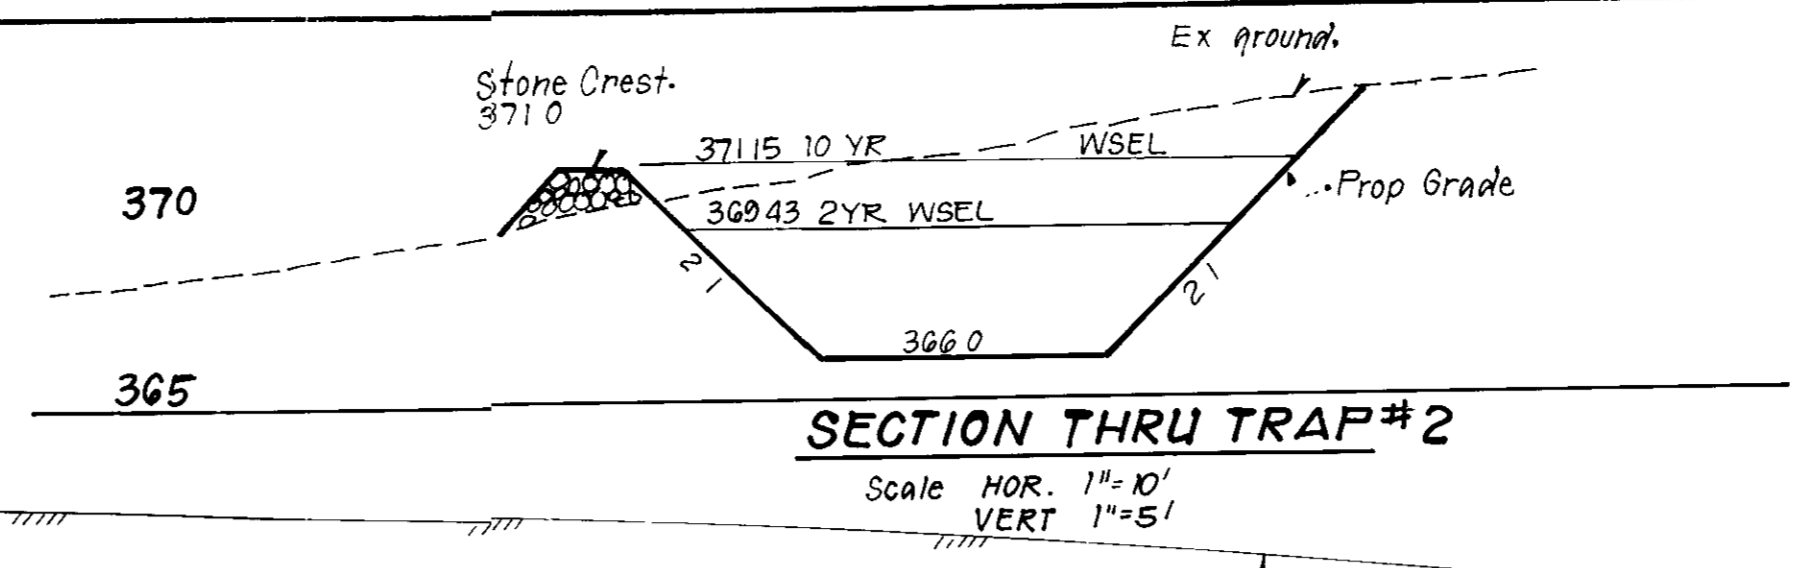 Ex ground.
Stone Crest.
371 0
371 15 10 YR WSEL
370
Prop Grade
369 43 2YR WSEL
2 1
2 1
366 0
365
SECTION THRU TRAP #2
Scale HOR. 1"=10'
VERT 1"=5'